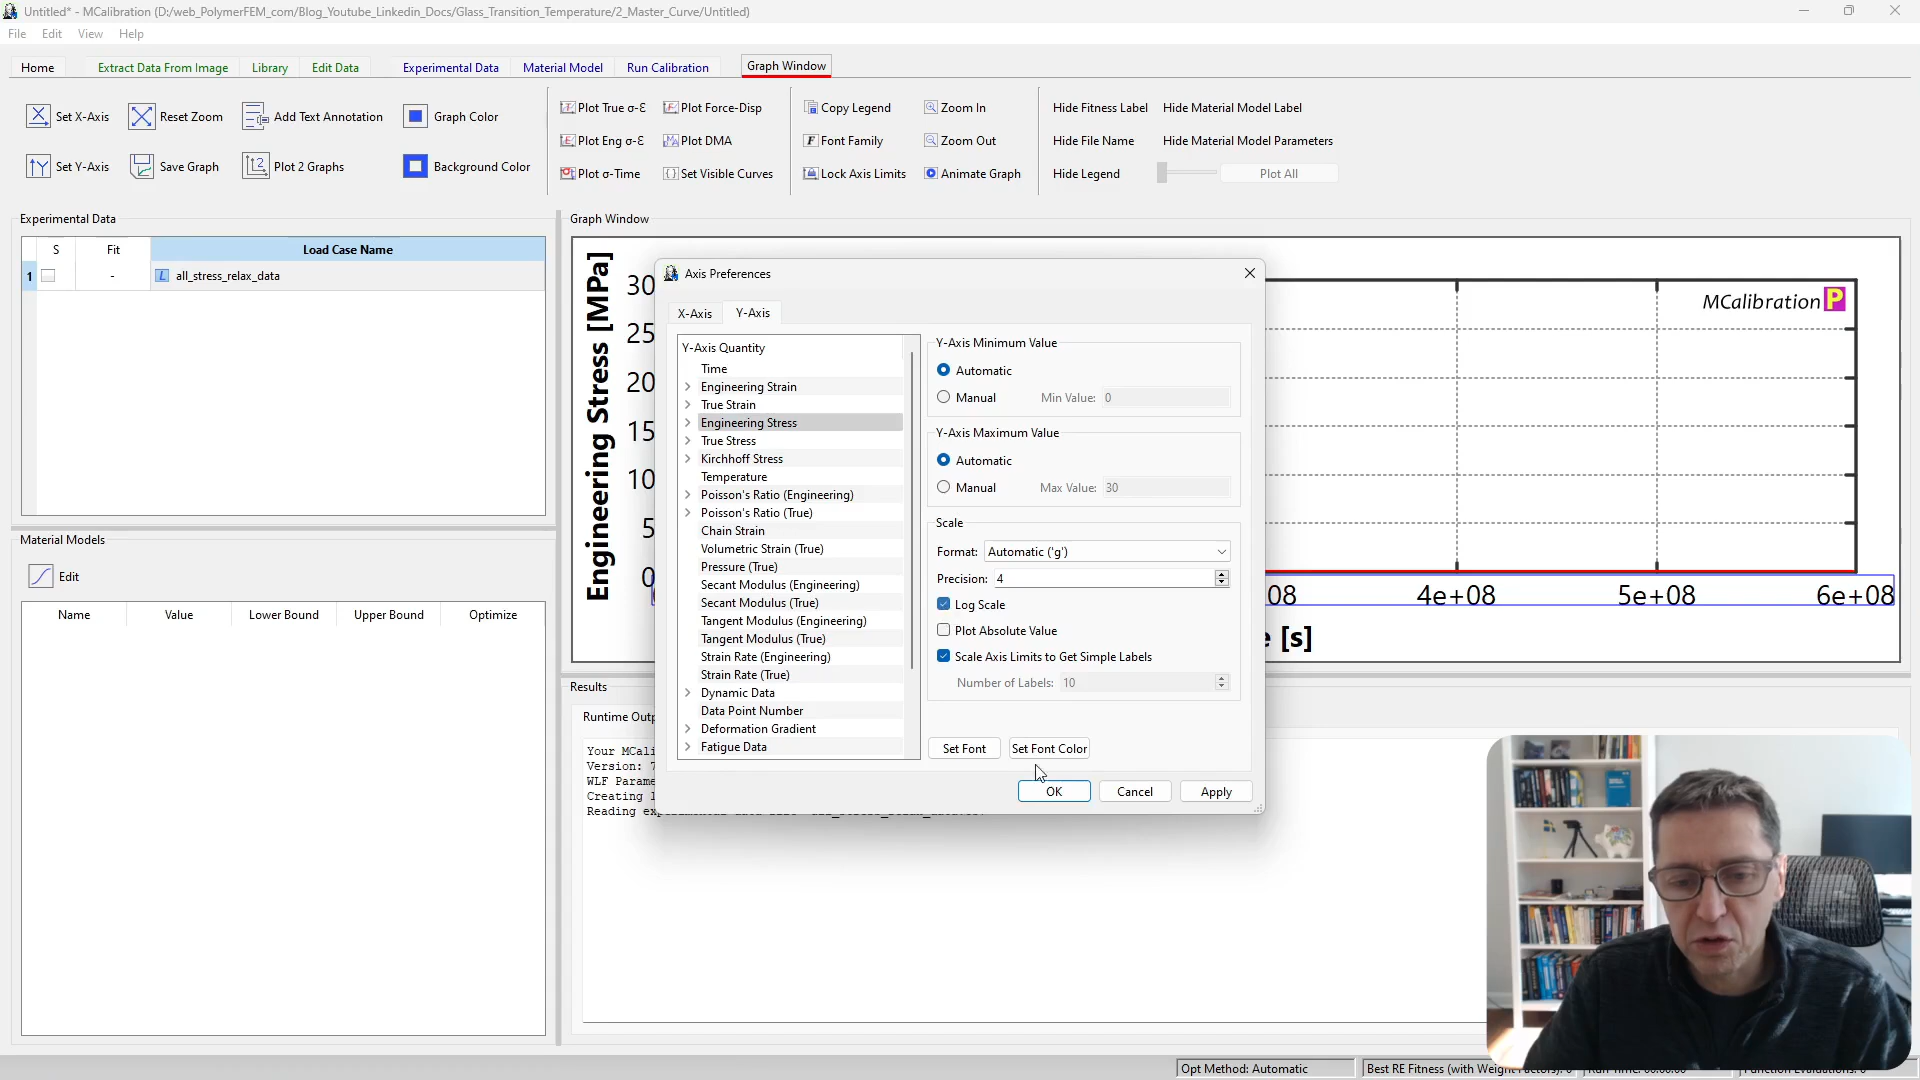 Untitled* - MCalibration (D:/web_PolymerFEM_com/Blog_Youtube_Linkedin_Docs/Glass_Transition_Temperature/2_Master_Curve/Untitled)
File Edit View Help
Home Extract Data From Image Library Edit Data Experimental Data Material Model Run Calibration Graph Window
Set X-Axis Reset Zoom Add Text Annotation Graph Color
Set Y-Axis Save Graph Plot 2 Graphs Background Color
Plot True σ-Ɛ Plot Force-Disp
Plot Eng σ-Ɛ Plot DMA
Plot σ-Time Set Visible Curves
Copy Legend Zoom In
Font Family Zoom Out
Lock Axis Limits Animate Graph
Hide Fitness Label Hide Material Model Label
Hide File Name Hide Material Model Parameters
Hide Legend Plot All
Experimental Data
S Fit Load Case Name
1 - L all_stress_relax_data
Material Models
Edit
Name Value Lower Bound Upper Bound Optimize
Graph Window
Engineering Stress [MPa]
30
25
20
15
10
5
0
MCalibration P
08 4e+08 5e+08 6e+08
[s]
Axis Preferences
X-Axis Y-Axis
Y-Axis Quantity
Time
Engineering Strain
True Strain
Engineering Stress
True Stress
Kirchhoff Stress
Temperature
Poisson's Ratio (Engineering)
Poisson's Ratio (True)
Chain Strain
Volumetric Strain (True)
Pressure (True)
Secant Modulus (Engineering)
Secant Modulus (True)
Tangent Modulus (Engineering)
Tangent Modulus (True)
Strain Rate (Engineering)
Strain Rate (True)
Dynamic Data
Data Point Number
Deformation Gradient
Fatigue Data
Y-Axis Minimum Value
Automatic
Manual Min Value: 0
Y-Axis Maximum Value
Automatic
Manual Max Value: 30
Scale
Format: Automatic ('g')
Precision: 4
Log Scale
Plot Absolute Value
Scale Axis Limits to Get Simple Labels
Number of Labels: 10
Set Font Set Font Color
OK Cancel Apply
Results
Runtime Outp
Your MCali
Version: 7
WLF Parame
Creating
Reading
Opt Method: Automatic Best RE Fitness (with Weight Factors):